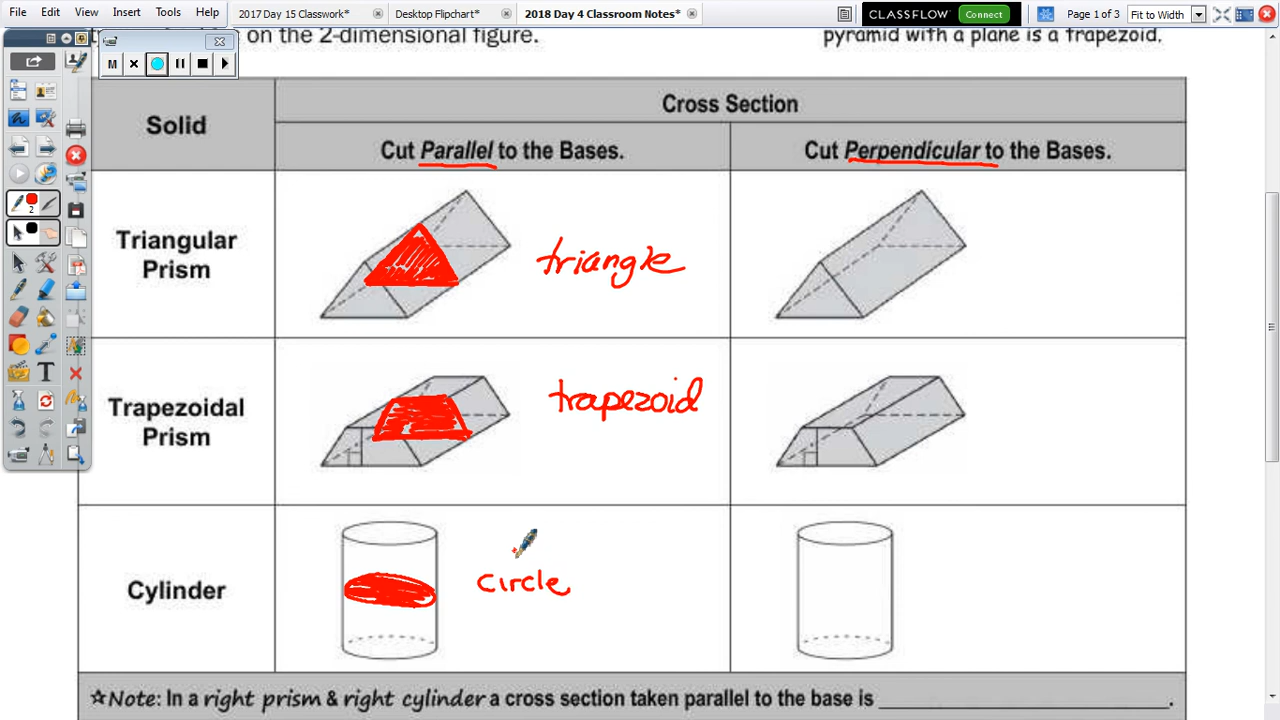 File Edit View Insert Tools Help
2017 Day 15 Classwork*
Desktop Flipchart*
2018 Day 4 Classroom Notes*
CLASSFLOW Connect
Page 1 of 3
Fit to Width
on the 2-dimensional figure.
pyramid with a plane is a trapezoid.
M
2
T
Solid
Cross Section
Cut Parallel to the Bases.
Cut Perpendicular to the Bases.
Triangular
Prism
triangle
Trapezoidal
Prism
trapezoid
Cylinder
circle
☆Note: In a right prism & right cylinder a cross section taken parallel to the base is ____________________.